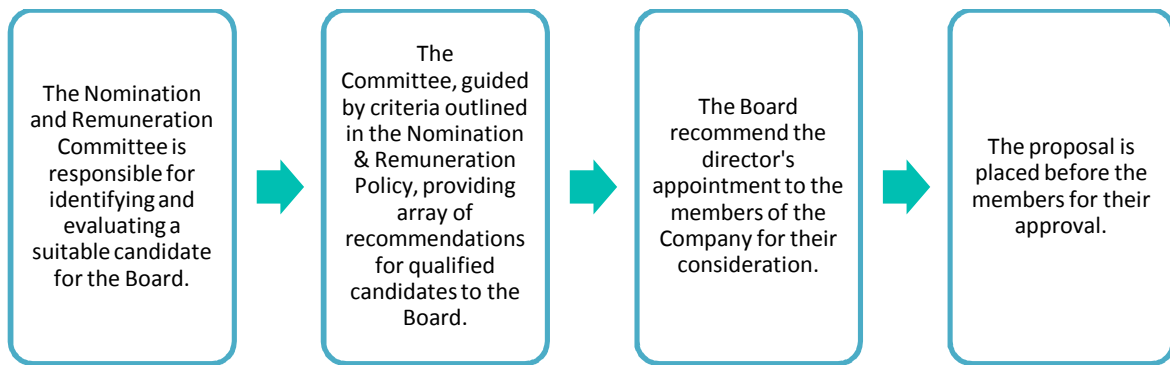 The Nomination
and Remuneration
Committee is
responsible for
identifying and
evaluating a
suitable candidate
for the Board.
The
Committee, guided
by criteria outlined
in the Nomination
& Remuneration
Policy, providing
array of
recommendations
for qualified
candidates to the
Board.
The Board
recommend the
director's
appointment to the
members of the
Company for their
consideration.
The proposal is
placed before the
members for their
approval.